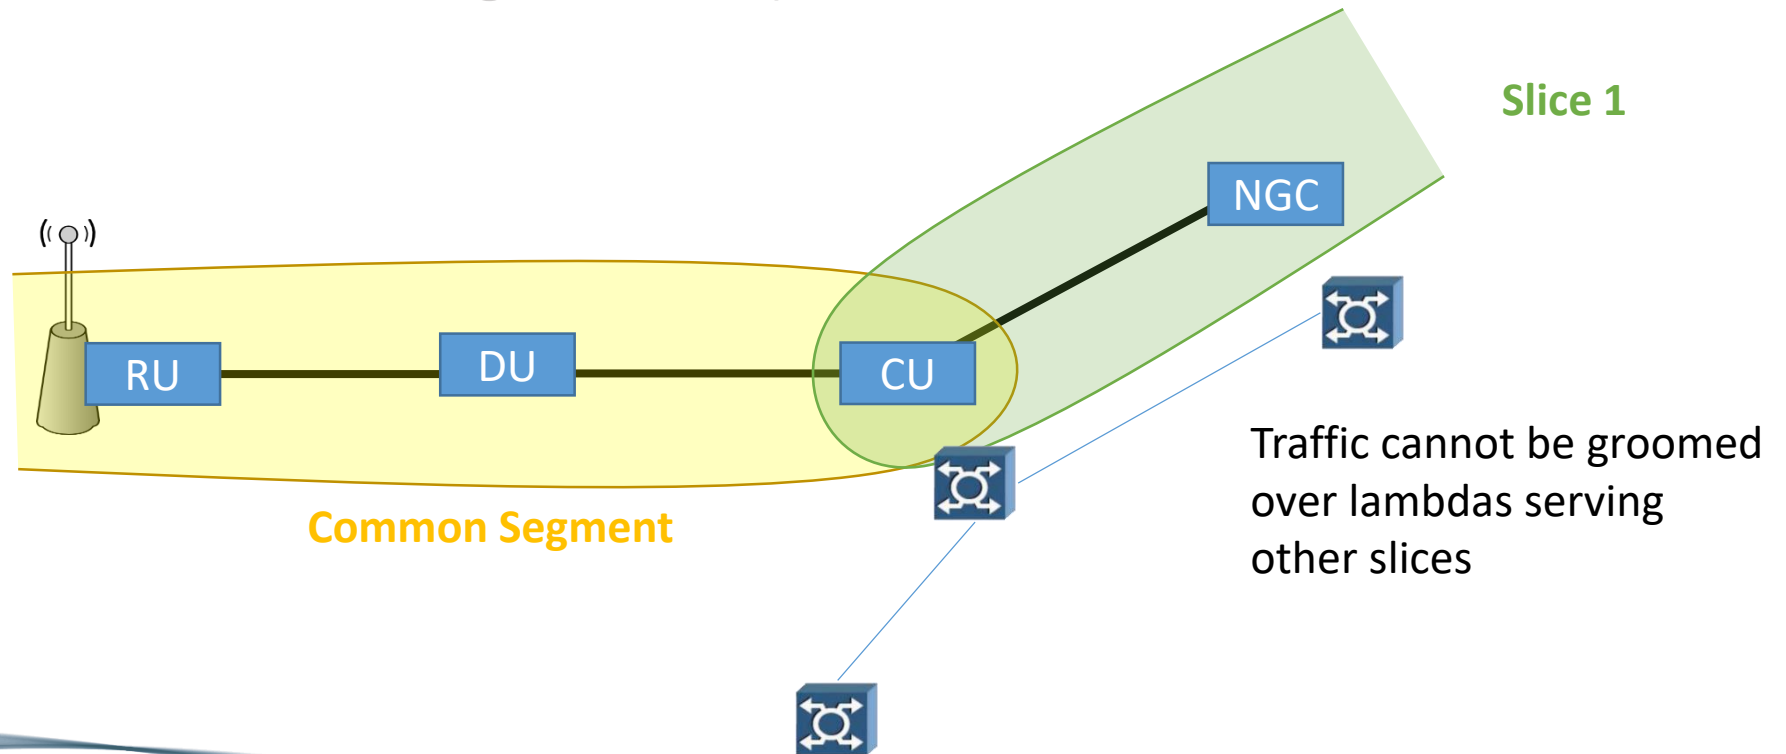 Slice 1
NGC
RU
DU
CU
Traffic cannot be groomed
over lambdas serving
other slices
Common Segment